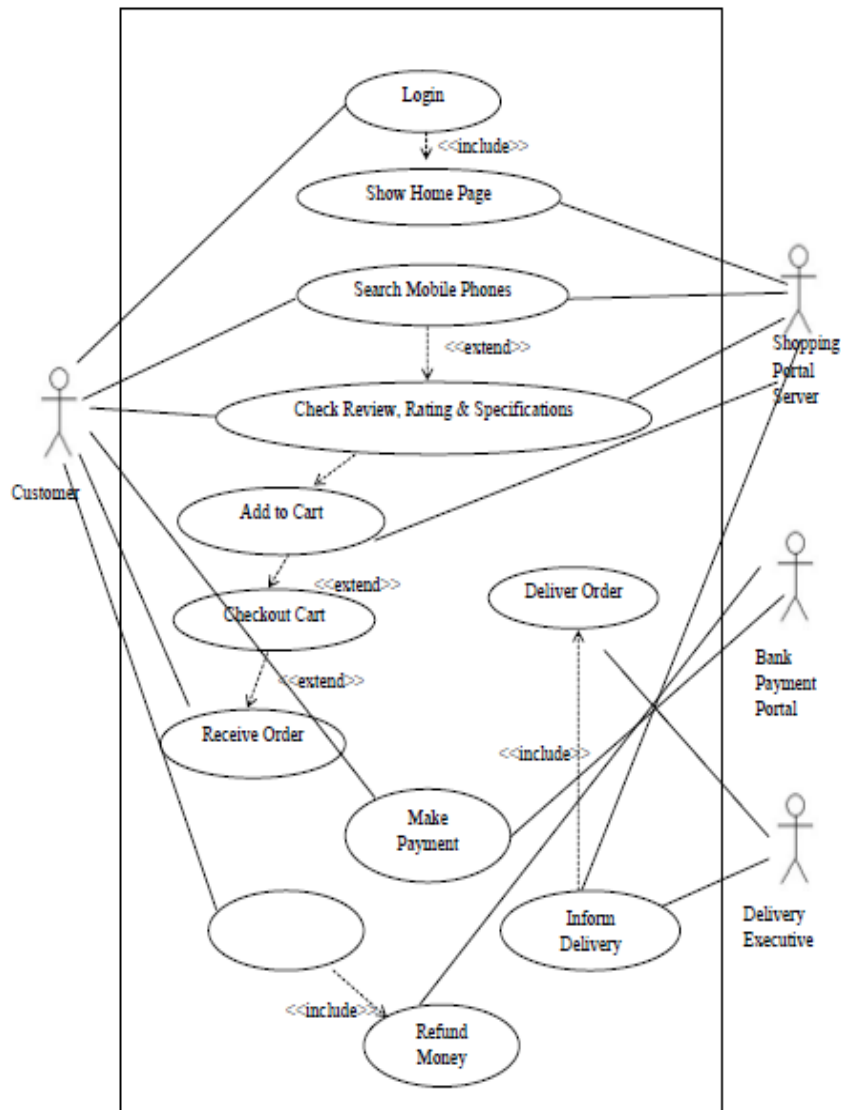 Login
<<include>>
Show Home Page
Search Mobile Phones
<<extend>>
Shopping
Portal
Server
Check Review, Rating & Specifications
Customer
Add to Cart
<<extend>>
Deliver Order
Checkout Cart
Bank
Payment
Portal
<<extend>>
Receive Order
<<include>>
Make
Payment
Inform
Delivery
Delivery
Executive
<<include>>
Refund
Money